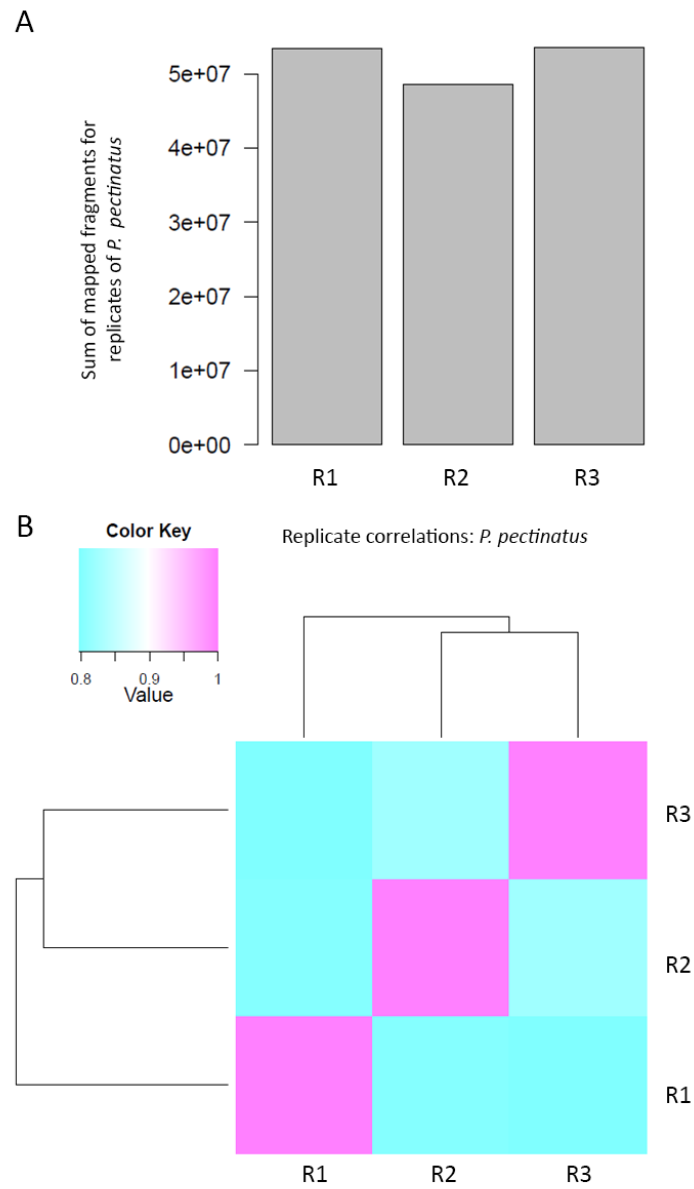 A
Sum of mapped fragments for
replicates of P. pectinatus
5e+07
4e+07
3e+07
2e+07
1e+07
0e+00
R1 R2 R3
B
Color Key
0.8 0.9 1
Value
Replicate correlations: P. pectinatus
R3
R2
R1
R1 R2 R3